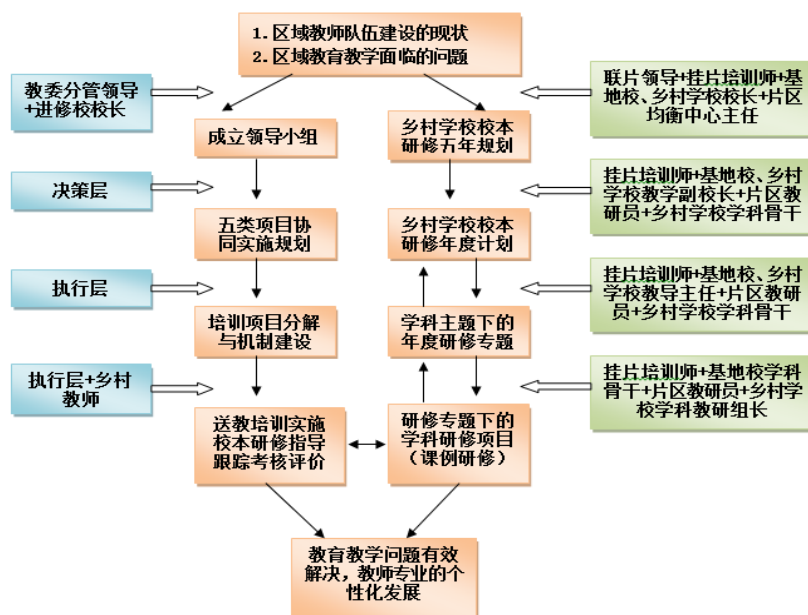 1. 区域教师队伍建设的现状
2. 区域教育教学面临的问题
教委分管领导
+进修校校长
联片领导+挂片培训师+基
地校、乡村学校校长+片区
均衡中心主任
成立领导小组
乡村学校校本
研修五年规划
决策层
挂片培训师+基地校、乡村
学校教学副校长+片区教
研员+乡村学校学科骨干
五类项目协
同实施规划
乡村学校校本
研修年度计划
执行层
挂片培训师+基地校、乡
村学校教导主任+片区教研
员+乡村学校学科骨干
培训项目分解
与机制建设
学科主题下的
年度研修专题
执行层+乡村
教师
挂片培训师+基地校学科
骨干+片区教研员+乡村学
校学科教研组长
送教培训实施
校本研修指导
跟踪考核评价
研修专题下的
学科研修项目
（课例研修）
教育教学问题有效
解决，教师专业的个
性化发展